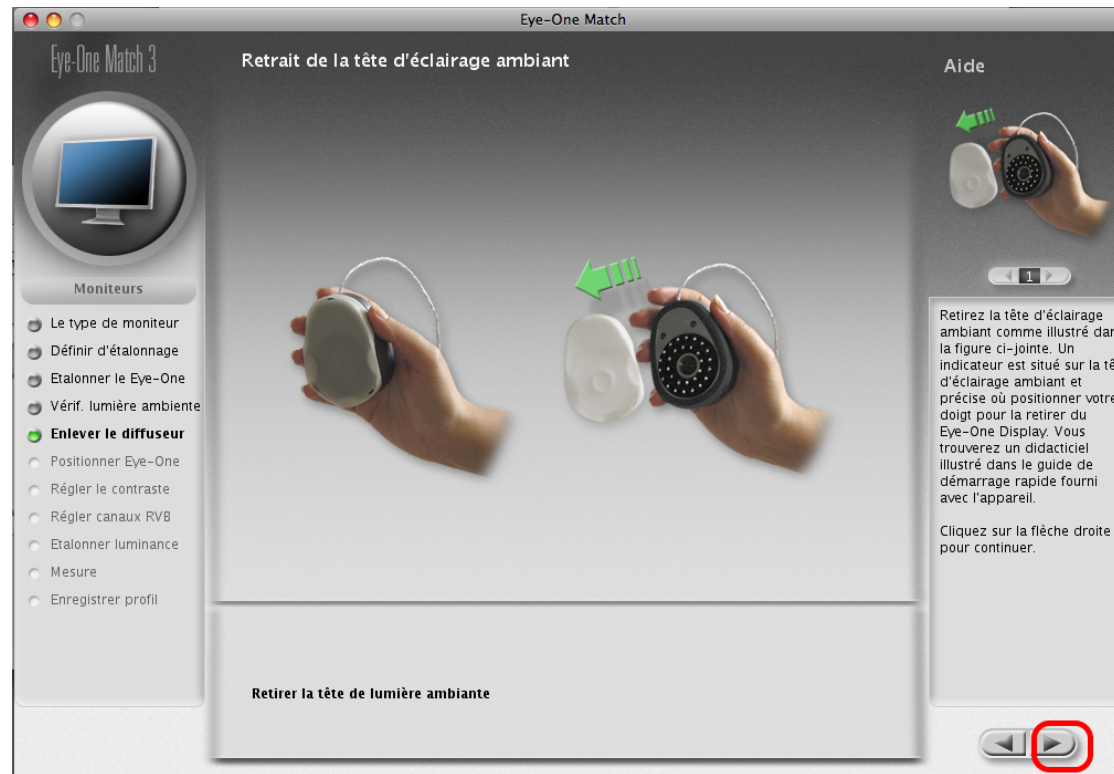 Eye-One Match
Eye-One Match 3
Retrait de la tête d'éclairage ambiant
Aide
1
Moniteurs
Le type de moniteur
Définir d'étalonnage
Etalonner le Eye-One
Vérif. lumière ambiente
Enlever le diffuseur
Positionner Eye-One
Régler le contraste
Régler canaux RVB
Etalonner luminance
Mesure
Enregistrer profil
Retirez la tête d'éclairage
ambiant comme illustré dan
la figure ci-jointe. Un
indicateur est situé sur la tê
d'éclairage ambiant et
précise où positionner votre
doigt pour la retirer du
Eye-One Display. Vous
trouverez un didacticiel
illustré dans le guide de
démarrage rapide fourni
avec l'appareil.
Cliquez sur la flèche droite
pour continuer.
Retirer la tête de lumière ambiante